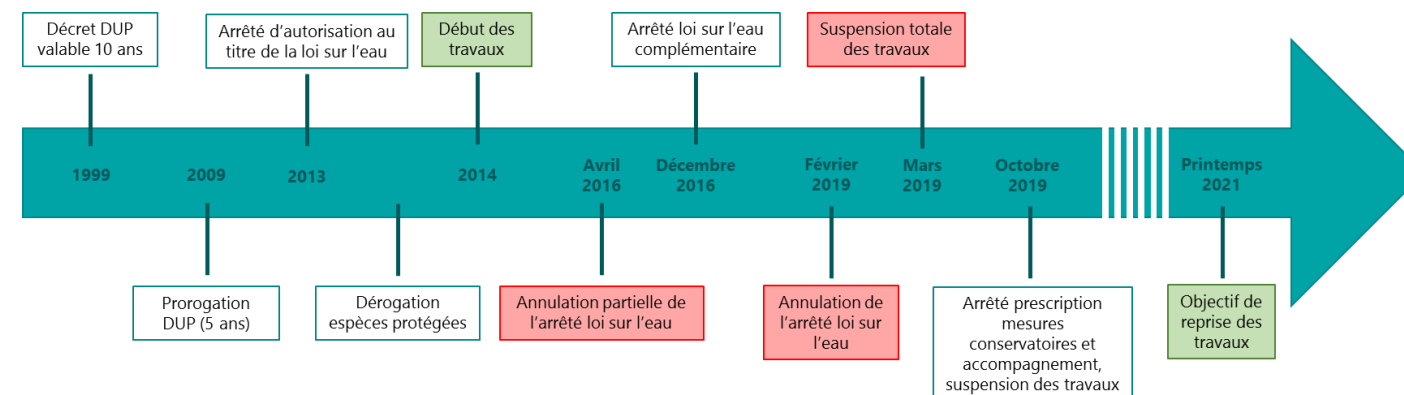 Décret DUP
valable 10 ans
Arrêté d'autorisation au
titre de la loi sur l'eau
Début des
travaux
Arrêté loi sur l'eau
complémentaire
Suspension totale
des travaux
1999
2009
2013
2014
Avril
2016
Décembre
2016
Février
2019
Mars
2019
Octobre
2019
Printemps
2021
Prorogation
DUP (5 ans)
Dérogation
espèces protégées
Annulation partielle de
l'arrêté loi sur l'eau
Annulation de
l'arrêté loi sur
l'eau
Arrêté prescription
mesures
conservatoires et
accompagnement,
suspension des travaux
Objectif de
reprise des
travaux